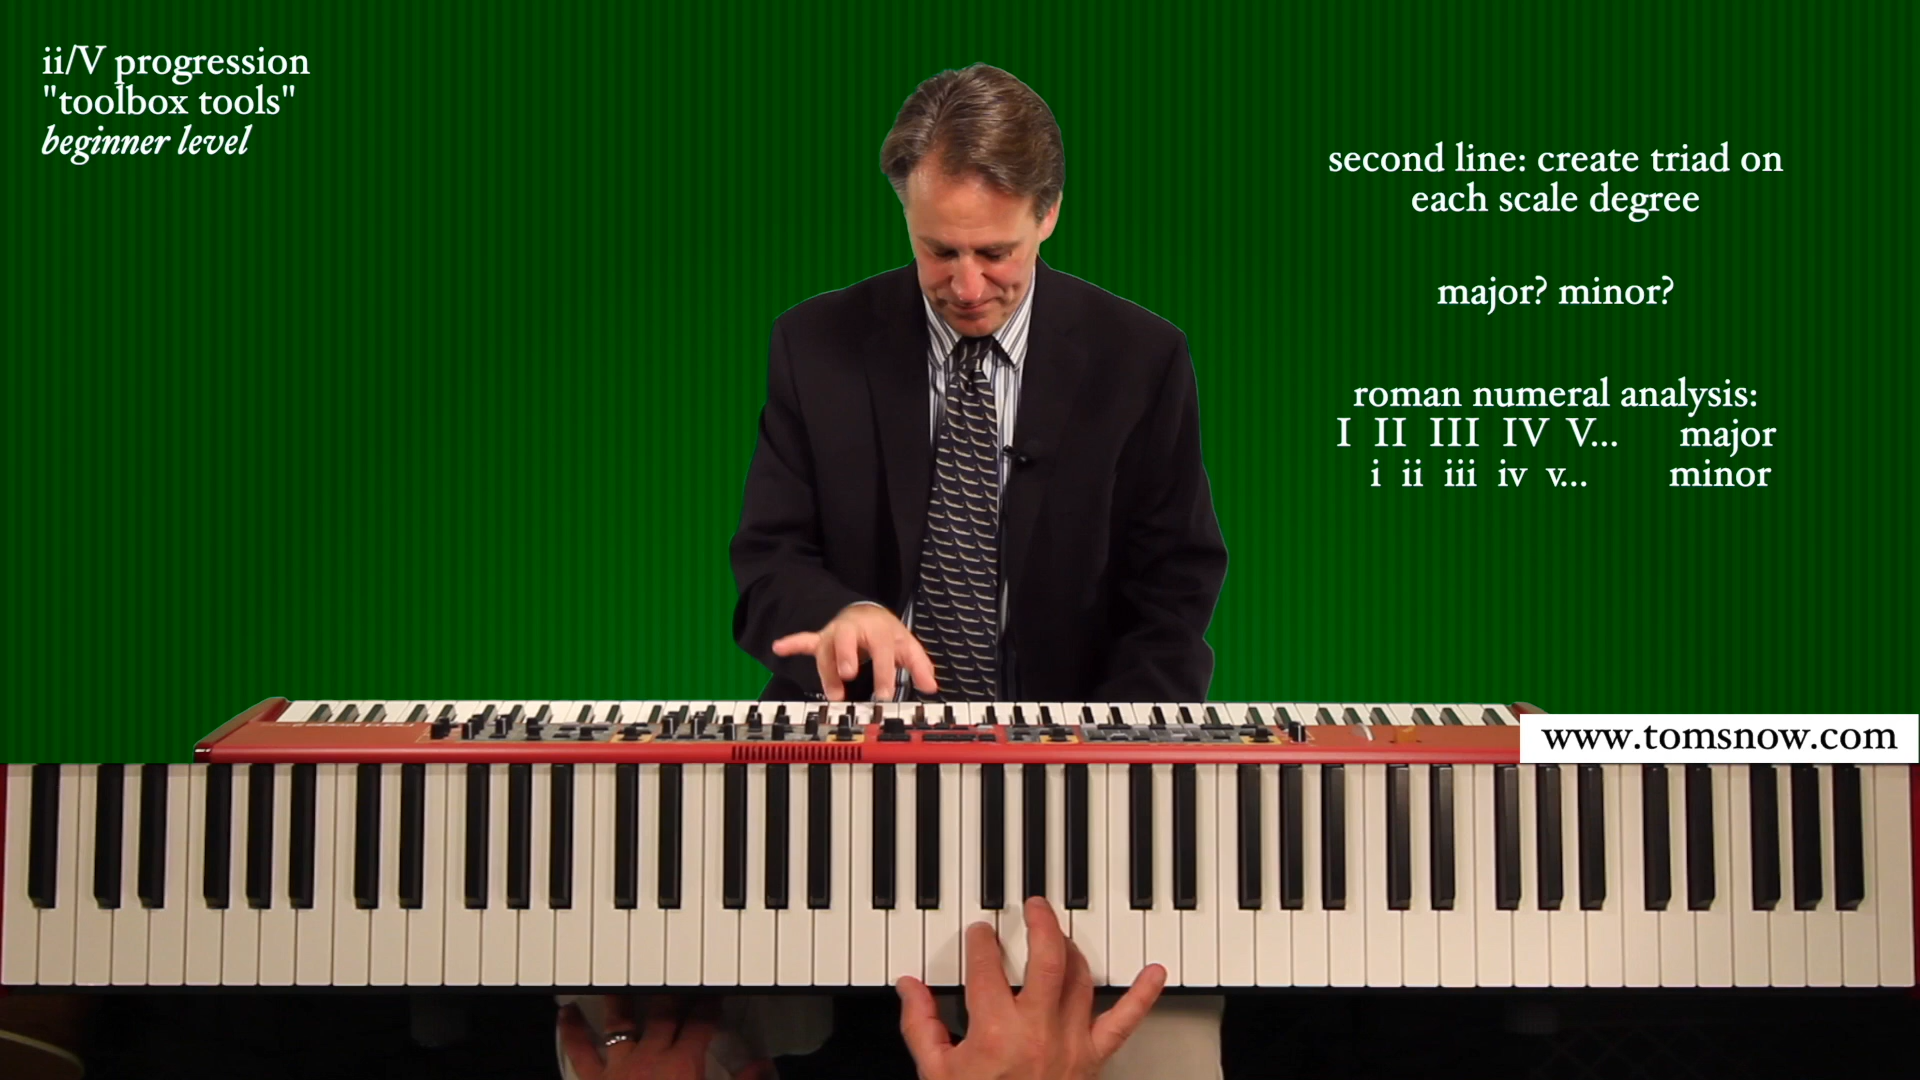 ii/V progression
"toolbox tools"
beginner level
second line: create triad on
each scale degree
major? minor?
roman numeral analysis:
I II III IV V... major
i ii iii iv v... minor
www.tomsnow.com